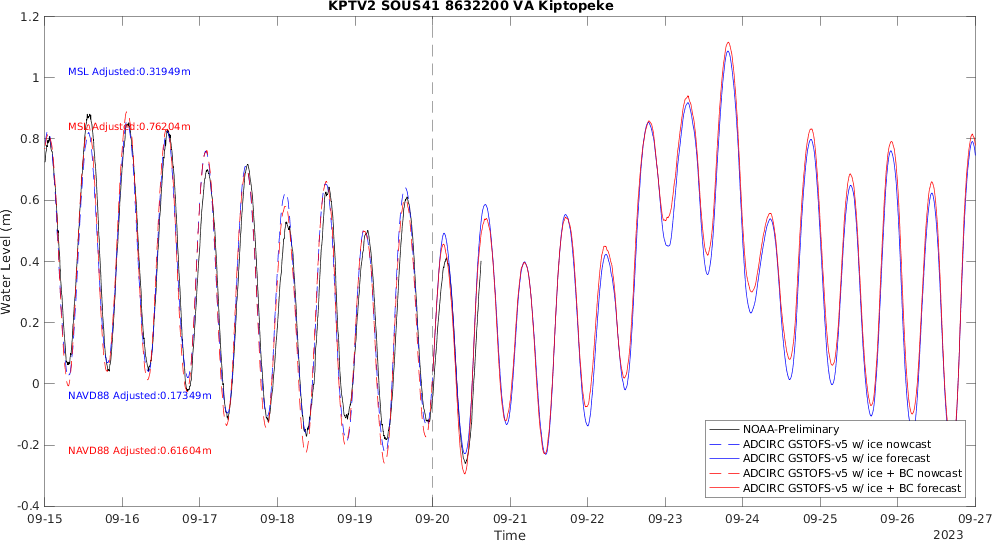 KPTV2 SOUS41 8632200 VA Kiptopeke
1.2
1
0.8
0.6
0.4
0.2
0
-0.2
-0.4
Water Level (m)
MSL Adjusted:0.31949m
MSL Adjusted:0.76204m
NAVD88 Adjusted:0.17349m
NAVD88 Adjusted:0.61604m
NOAA-Preliminary
ADCIRC GSTOFS-v5 w/ ice nowcast
ADCIRC GSTOFS-v5 w/ ice forecast
ADCIRC GSTOFS-v5 w/ ice + BC nowcast
ADCIRC GSTOFS-v5 w/ ice + BC forecast
09-15 09-16 09-17 09-18 09-19 09-20 09-21 09-22 09-23 09-24 09-25 09-26 09-27
Time
2023